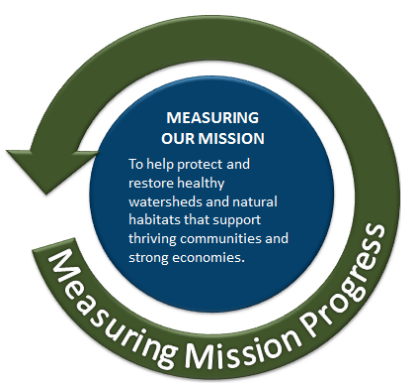 MEASURING
OUR MISSION
To help protect and
restore healthy
watersheds and natural
habitats that support
thriving communities and
strong economies.
Measuring Mission Progress